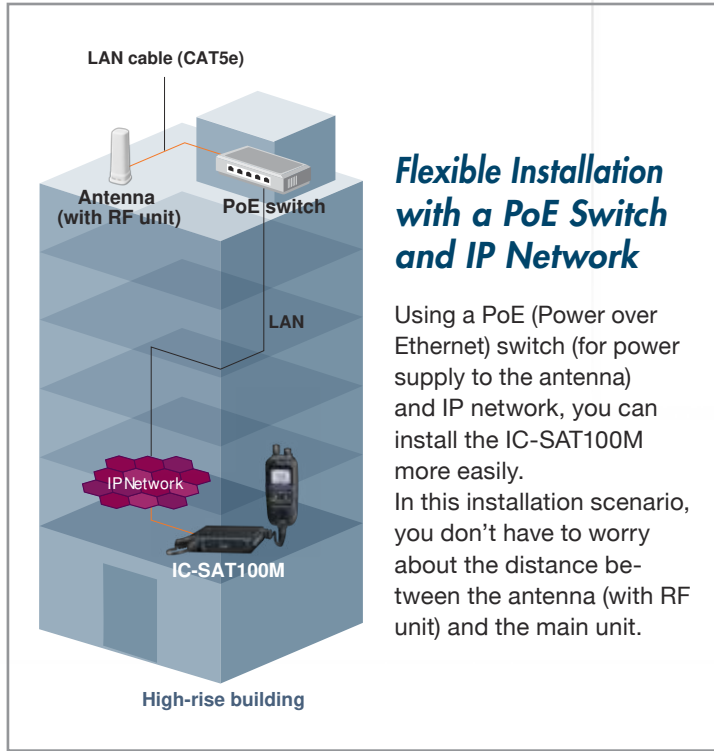 LAN cable (CAT5e)
Antenna
(with RF unit)
PoE switch
LAN
IP Network
IC-SAT100M
High-rise building
Flexible Installation
with a PoE Switch
and IP Network
Using a PoE (Power over
Ethernet) switch (for power
supply to the antenna)
and IP network, you can
install the IC-SAT100M
more easily.
In this installation scenario,
you don’t have to worry
about the distance be-
tween the antenna (with RF
unit) and the main unit.